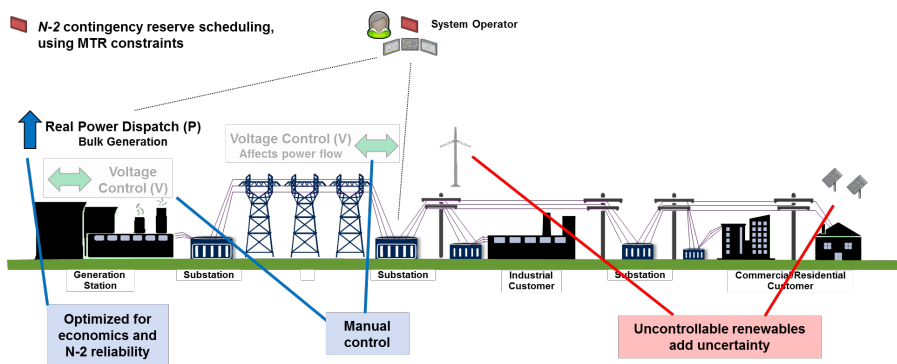 N-2 contingency reserve scheduling,
using MTR constraints
System Operator
Real Power Dispatch (P)
Bulk Generation
Voltage Control (V)
Affects power flow
Voltage
Control (V)
Generation
Station
Substation
Substation
Industrial
Customer
Substation
Commercial/Residential
Customer
Optimized for
economics and
N-2 reliability
Manual
control
Uncontrollable renewables
add uncertainty